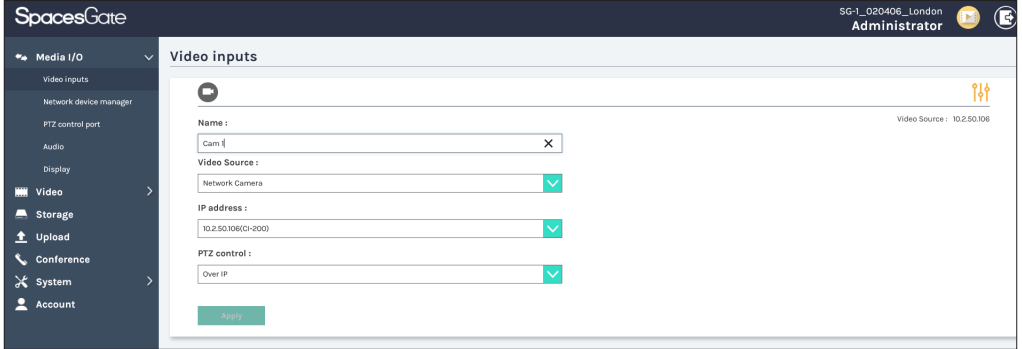 SpacesGate
SG-1_020406_London
Administrator
Media I/O
Video inputs
Network device manager
PTZ control port
Audio
Display
Video
Storage
Upload
Conference
System
Account
Video inputs
Video Source : 10.2.50.106
Name :
Cam 1
Video Source :
Network Camera
IP address :
10.2.50.106(CI-200)
PTZ control :
Over IP
Apply